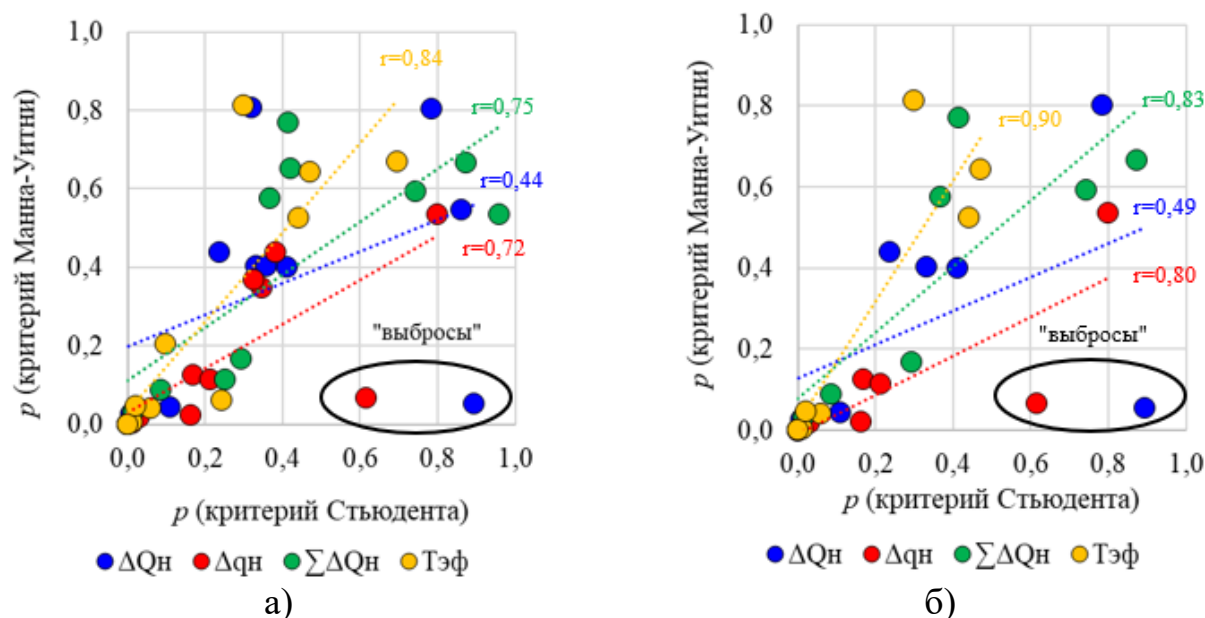 1,0
0,8
0,6
0,4
0,2
0,0
p (критерий Манна-Уитни)
r=0,84
r=0,75
r=0,44
r=0,72
"выбросы"
0,0 0,2 0,4 0,6 0,8 1,0
p (критерий Стьюдента)
ΔQн Δqн ∑ΔQн Тэф
а)
1,0
0,8
0,6
0,4
0,2
0,0
p (критерий Манна-Уитни)
r=0,90
r=0,83
r=0,49
r=0,80
"выбросы"
0,0 0,2 0,4 0,6 0,8 1,0
p (критерий Стьюдента)
ΔQн Δqн ∑ΔQн Тэф
б)